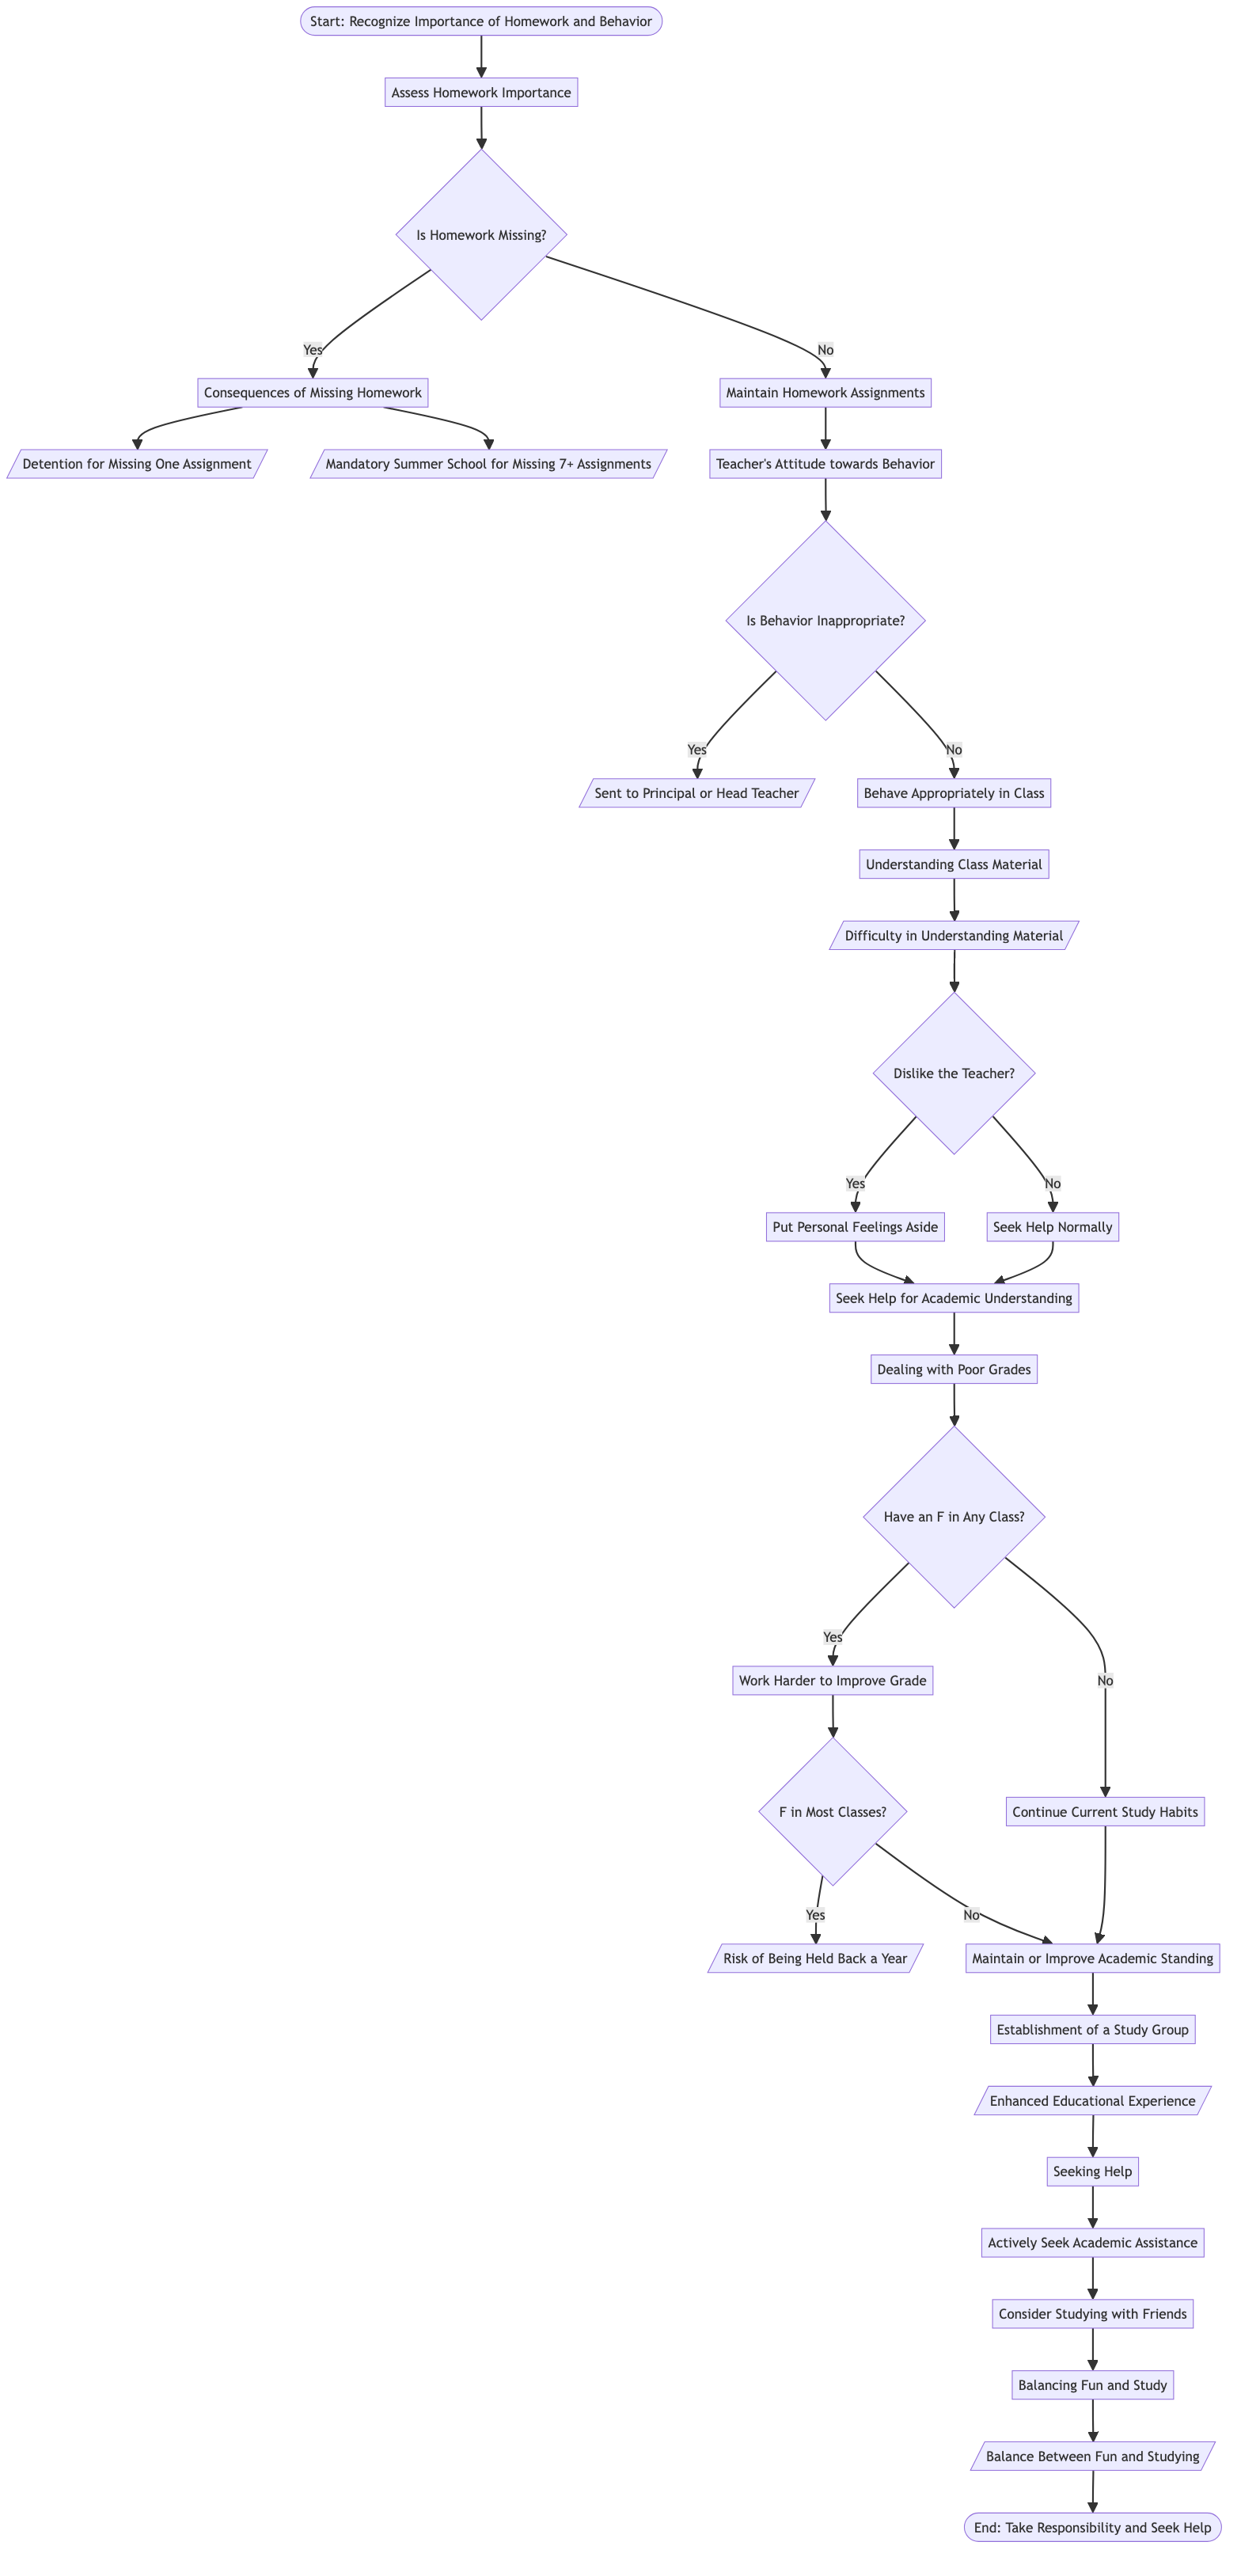 Start: Recognize Importance of Homework and Behavior
Assess Homework Importance
Is Homework Missing?
Yes
No
Consequences of Missing Homework
Maintain Homework Assignments
Detention for Missing One Assignment
Mandatory Summer School for Missing 7+ Assignments
Teacher's Attitude towards Behavior
Is Behavior Inappropriate?
Yes
No
Sent to Principal or Head Teacher
Behave Appropriately in Class
Understanding Class Material
Difficulty in Understanding Material
Dislike the Teacher?
Yes
No
Put Personal Feelings Aside
Seek Help Normally
Seek Help for Academic Understanding
Dealing with Poor Grades
Have an F in Any Class?
Yes
Work Harder to Improve Grade
No
F in Most Classes?
Continue Current Study Habits
Yes
No
Risk of Being Held Back a Year
Maintain or Improve Academic Standing
Establishment of a Study Group
Enhanced Educational Experience
Seeking Help
Actively Seek Academic Assistance
Consider Studying with Friends
Balancing Fun and Study
Balance Between Fun and Studying
End: Take Responsibility and Seek Help